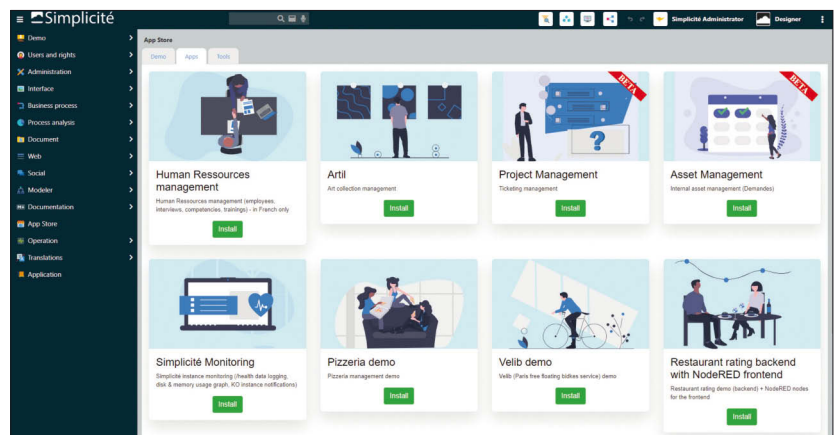 Simplicité
Simplicité Administrator
Designer
Demo
Users and rights
Administration
Interface
Business process
Process analysis
Document
Web
Social
Modeler
Documentation
App Store
Operation
Translations
Application
App Store
Demo Apps Tools
Human Ressources
management
Human Ressources management (employees,
interviews, competencies, trainings) - in French only
Install
Artil
Art collection management
Install
BETA
Project Management
Ticketing management
Install
BETA
Asset Management
Internal asset management (Demandes)
Install
Simplicité Monitoring
Simplicité instance monitoring (/health data logging,
disk & memory usage graph, KO instance notifications)
Install
Pizzeria demo
Pizzeria management demo
Install
Velib demo
Velib (Paris free floating bidkes service) demo
Install
Restaurant rating backend
with NodeRED frontend
Restaurant rating demo (backend) + NodeRED nodes
for the frontend
Install